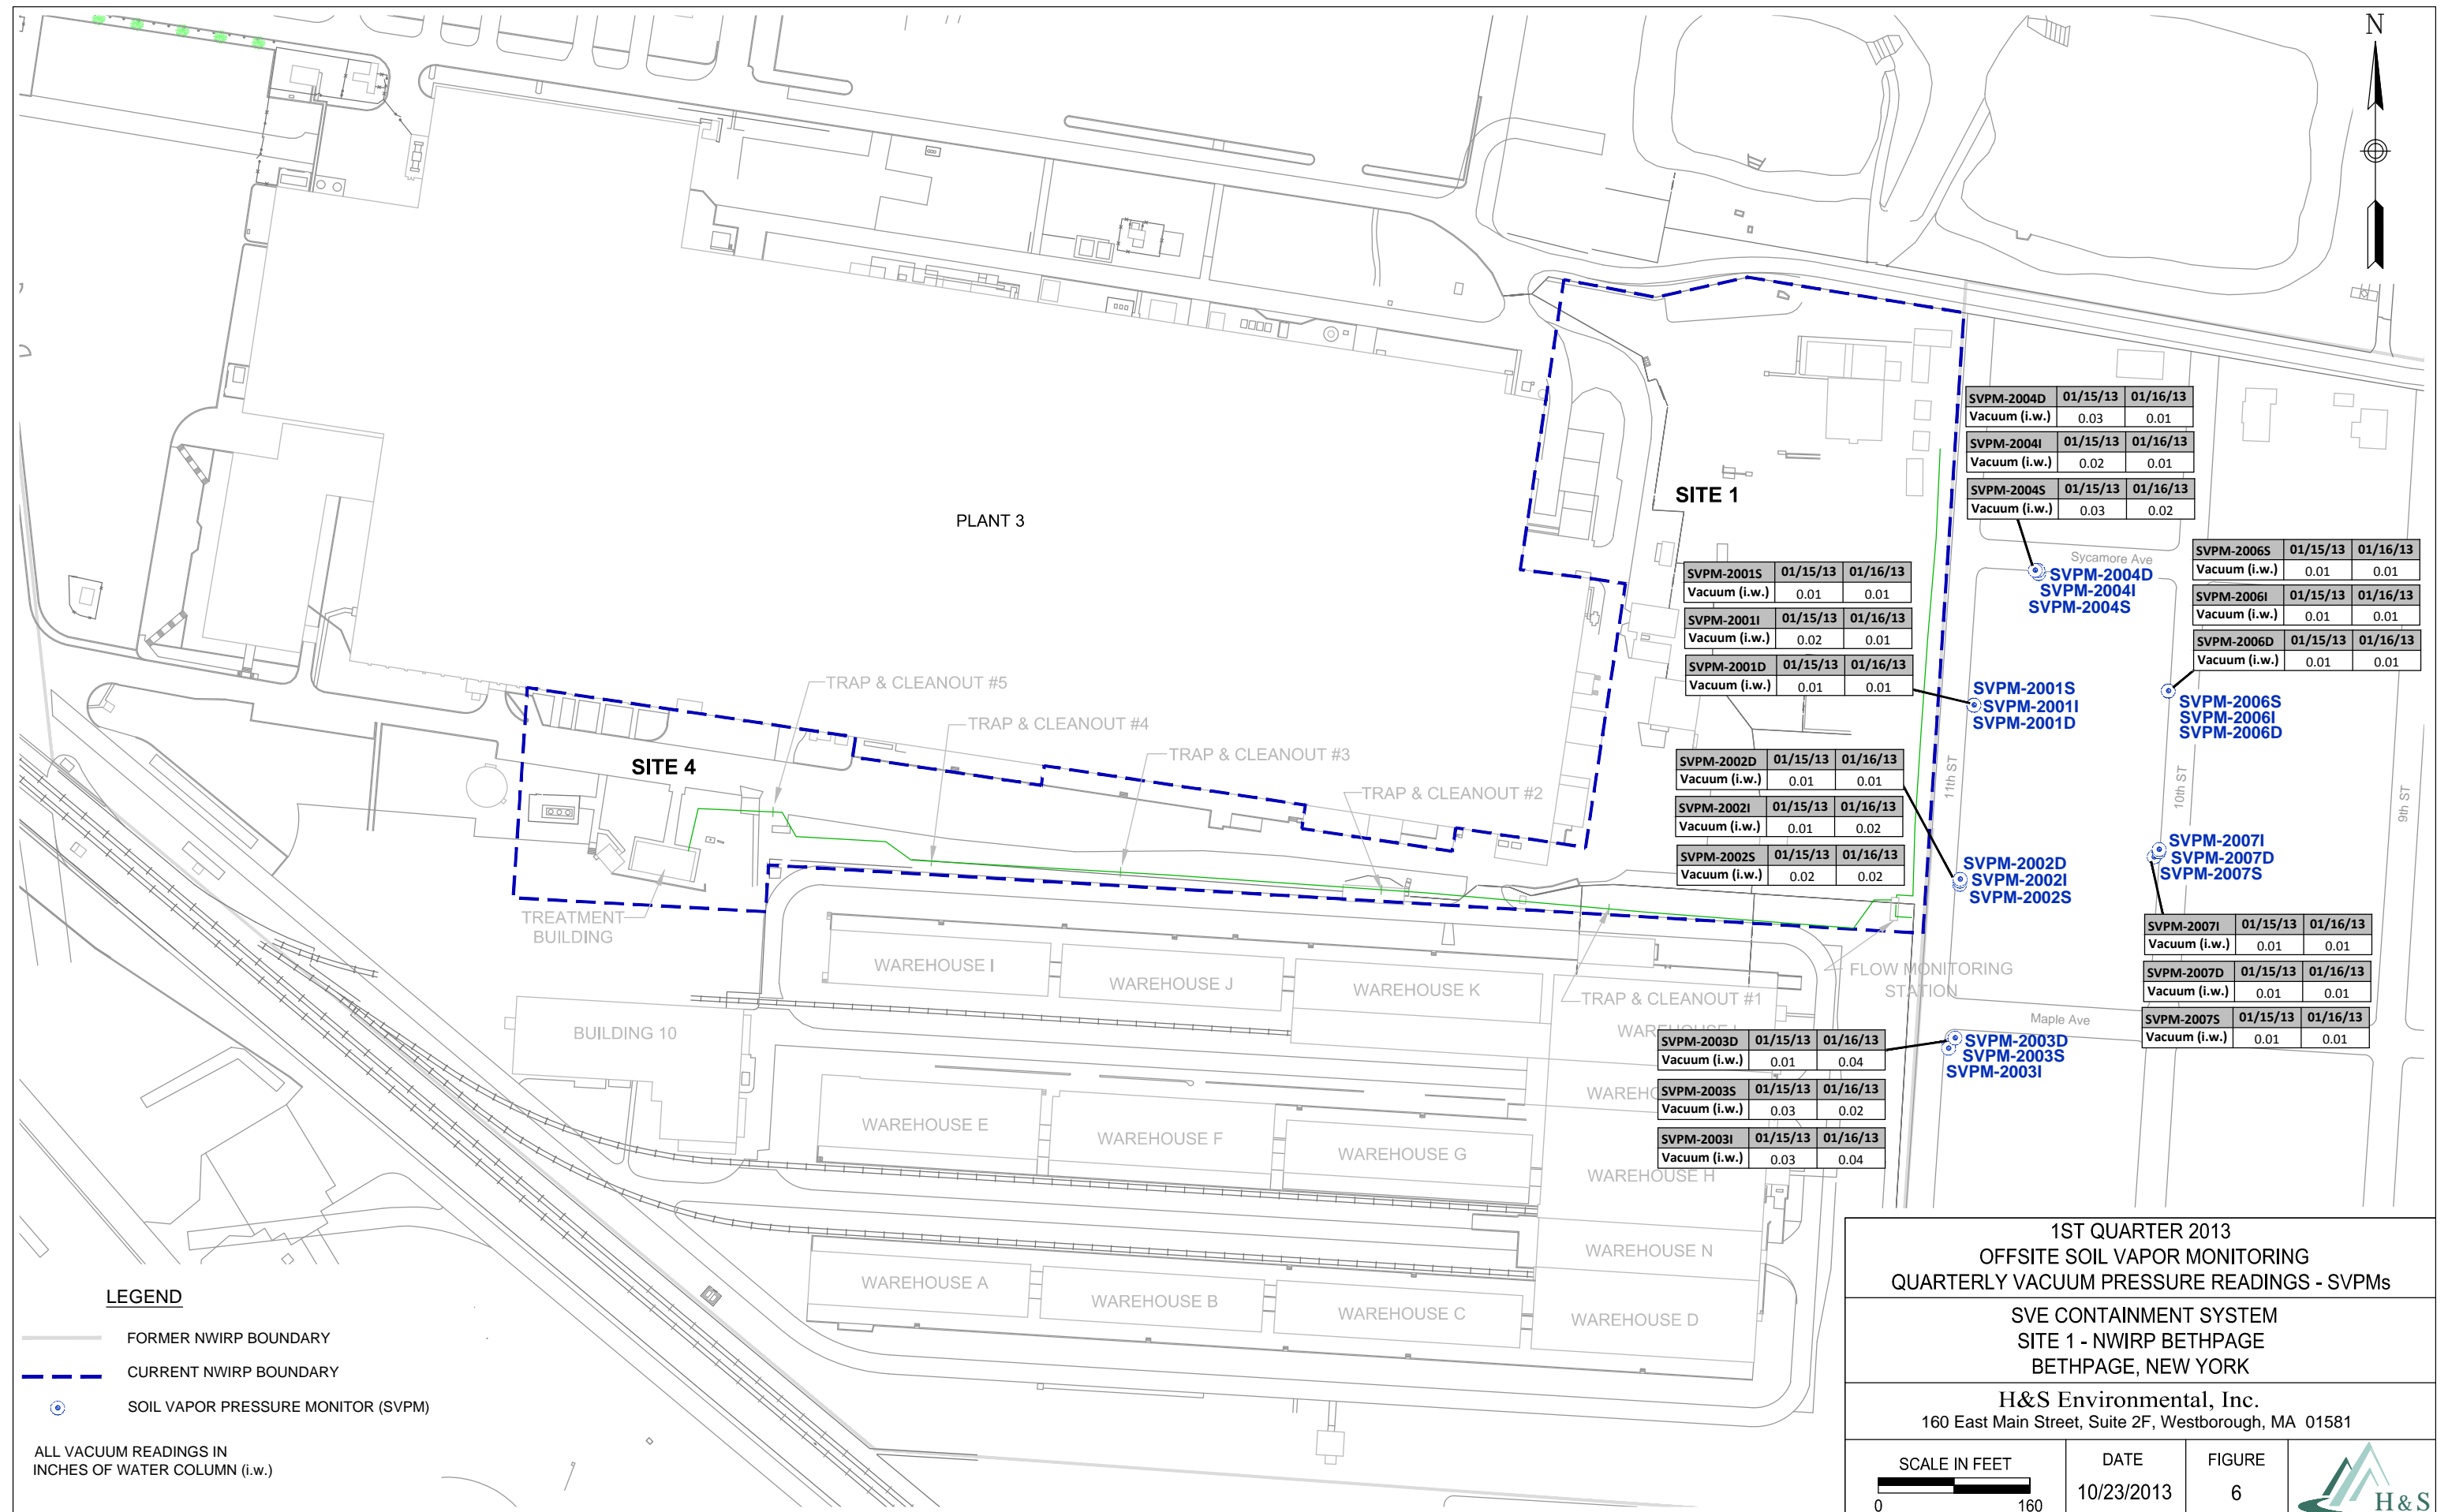 N
PLANT 3
SITE 1
SITE 4
TRAP & CLEANOUT #5
TRAP & CLEANOUT #4
TRAP & CLEANOUT #3
TRAP & CLEANOUT #2
TRAP & CLEANOUT #1
TREATMENT
BUILDING
FLOW MONITORING
STATION
BUILDING 10
WAREHOUSE I
WAREHOUSE J
WAREHOUSE K
WAREHOUSE E
WAREHOUSE F
WAREHOUSE G
WAREHOUSE H
WAREHOUSE N
WAREHOUSE A
WAREHOUSE B
WAREHOUSE C
WAREHOUSE D
Sycamore Ave
Maple Ave
11th ST
10th ST
9th ST
SVPM-2004D 01/15/13 01/16/13
Vacuum (i.w.) 0.03 0.01
SVPM-2004I 01/15/13 01/16/13
Vacuum (i.w.) 0.02 0.01
SVPM-2004S 01/15/13 01/16/13
Vacuum (i.w.) 0.03 0.02
SVPM-2004D
SVPM-2004I
SVPM-2004S
SVPM-2006S 01/15/13 01/16/13
Vacuum (i.w.) 0.01 0.01
SVPM-2006I 01/15/13 01/16/13
Vacuum (i.w.) 0.01 0.01
SVPM-2006D 01/15/13 01/16/13
Vacuum (i.w.) 0.01 0.01
SVPM-2006S
SVPM-2006I
SVPM-2006D
SVPM-2001S 01/15/13 01/16/13
Vacuum (i.w.) 0.01 0.01
SVPM-2001I 01/15/13 01/16/13
Vacuum (i.w.) 0.02 0.01
SVPM-2001D 01/15/13 01/16/13
Vacuum (i.w.) 0.01 0.01
SVPM-2001S
SVPM-2001I
SVPM-2001D
SVPM-2002D 01/15/13 01/16/13
Vacuum (i.w.) 0.01 0.01
SVPM-2002I 01/15/13 01/16/13
Vacuum (i.w.) 0.01 0.02
SVPM-2002S 01/15/13 01/16/13
Vacuum (i.w.) 0.02 0.02
SVPM-2002D
SVPM-2002I
SVPM-2002S
SVPM-2007I
SVPM-2007D
SVPM-2007S
SVPM-2007I 01/15/13 01/16/13
Vacuum (i.w.) 0.01 0.01
SVPM-2007D 01/15/13 01/16/13
Vacuum (i.w.) 0.01 0.01
SVPM-2007S 01/15/13 01/16/13
Vacuum (i.w.) 0.01 0.01
SVPM-2003D 01/15/13 01/16/13
Vacuum (i.w.) 0.01 0.04
SVPM-2003S 01/15/13 01/16/13
Vacuum (i.w.) 0.03 0.02
SVPM-2003I 01/15/13 01/16/13
Vacuum (i.w.) 0.03 0.04
SVPM-2003D
SVPM-2003S
SVPM-2003I
LEGEND
FORMER NWIRP BOUNDARY
CURRENT NWIRP BOUNDARY
SOIL VAPOR PRESSURE MONITOR (SVPM)
ALL VACUUM READINGS IN
INCHES OF WATER COLUMN (i.w.)
1ST QUARTER 2013
OFFSITE SOIL VAPOR MONITORING
QUARTERLY VACUUM PRESSURE READINGS - SVPMs
SVE CONTAINMENT SYSTEM
SITE 1 - NWIRP BETHPAGE
BETHPAGE, NEW YORK
H&S Environmental, Inc.
160 East Main Street, Suite 2F, Westborough, MA 01581
SCALE IN FEET
0 160
DATE
10/23/2013
FIGURE
6
H&S